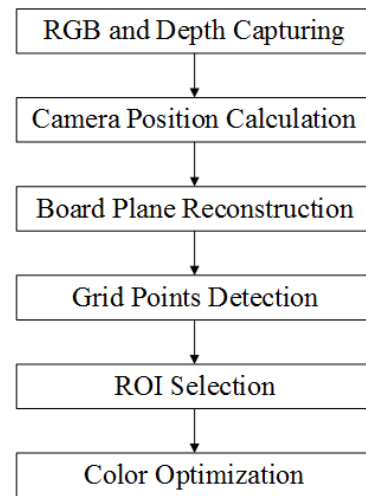 RGB and Depth Capturing
Camera Position Calculation
Board Plane Reconstruction
Grid Points Detection
ROI Selection
Color Optimization